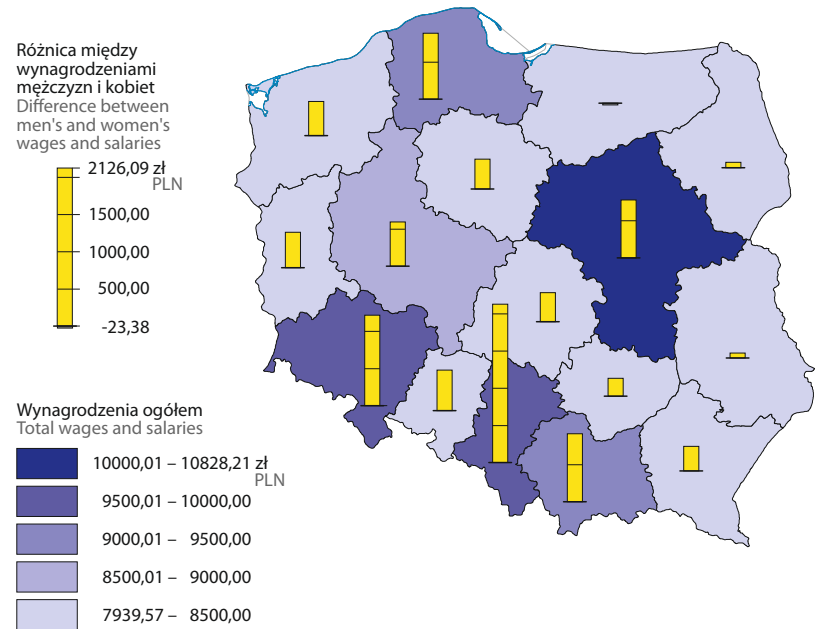 Różnica między
wynagrodzeniami
mężczyzn i kobiet
Difference between
men's and women's
wages and salaries
2126,09 zł
PLN
1500,00
1000,00
500,00
-23,38
Wynagrodzenia ogółem
Total wages and salaries
10000,01 – 10828,21 zł
PLN
9500,01 – 10000,00
9000,01 – 9500,00
8500,01 – 9000,00
7939,57 – 8500,00